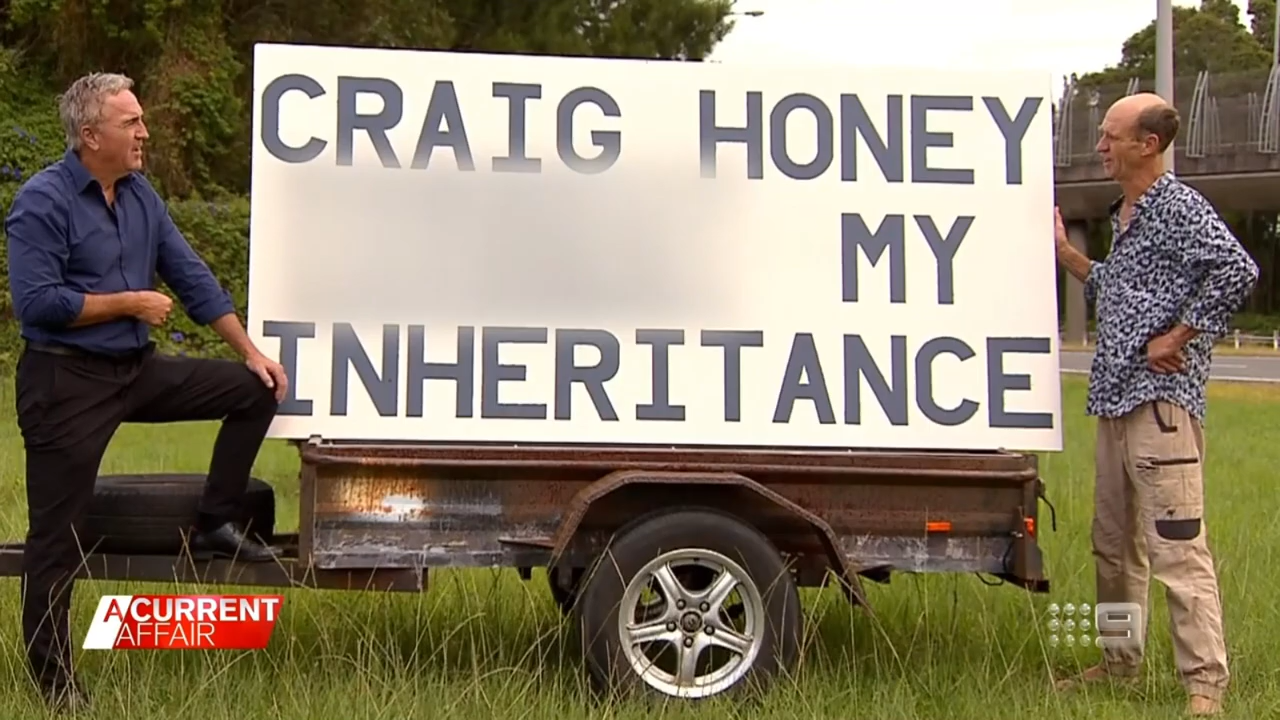 CRAIG HONEY
MY
INHERITANCE
A CURRENT
AFFAIR
9